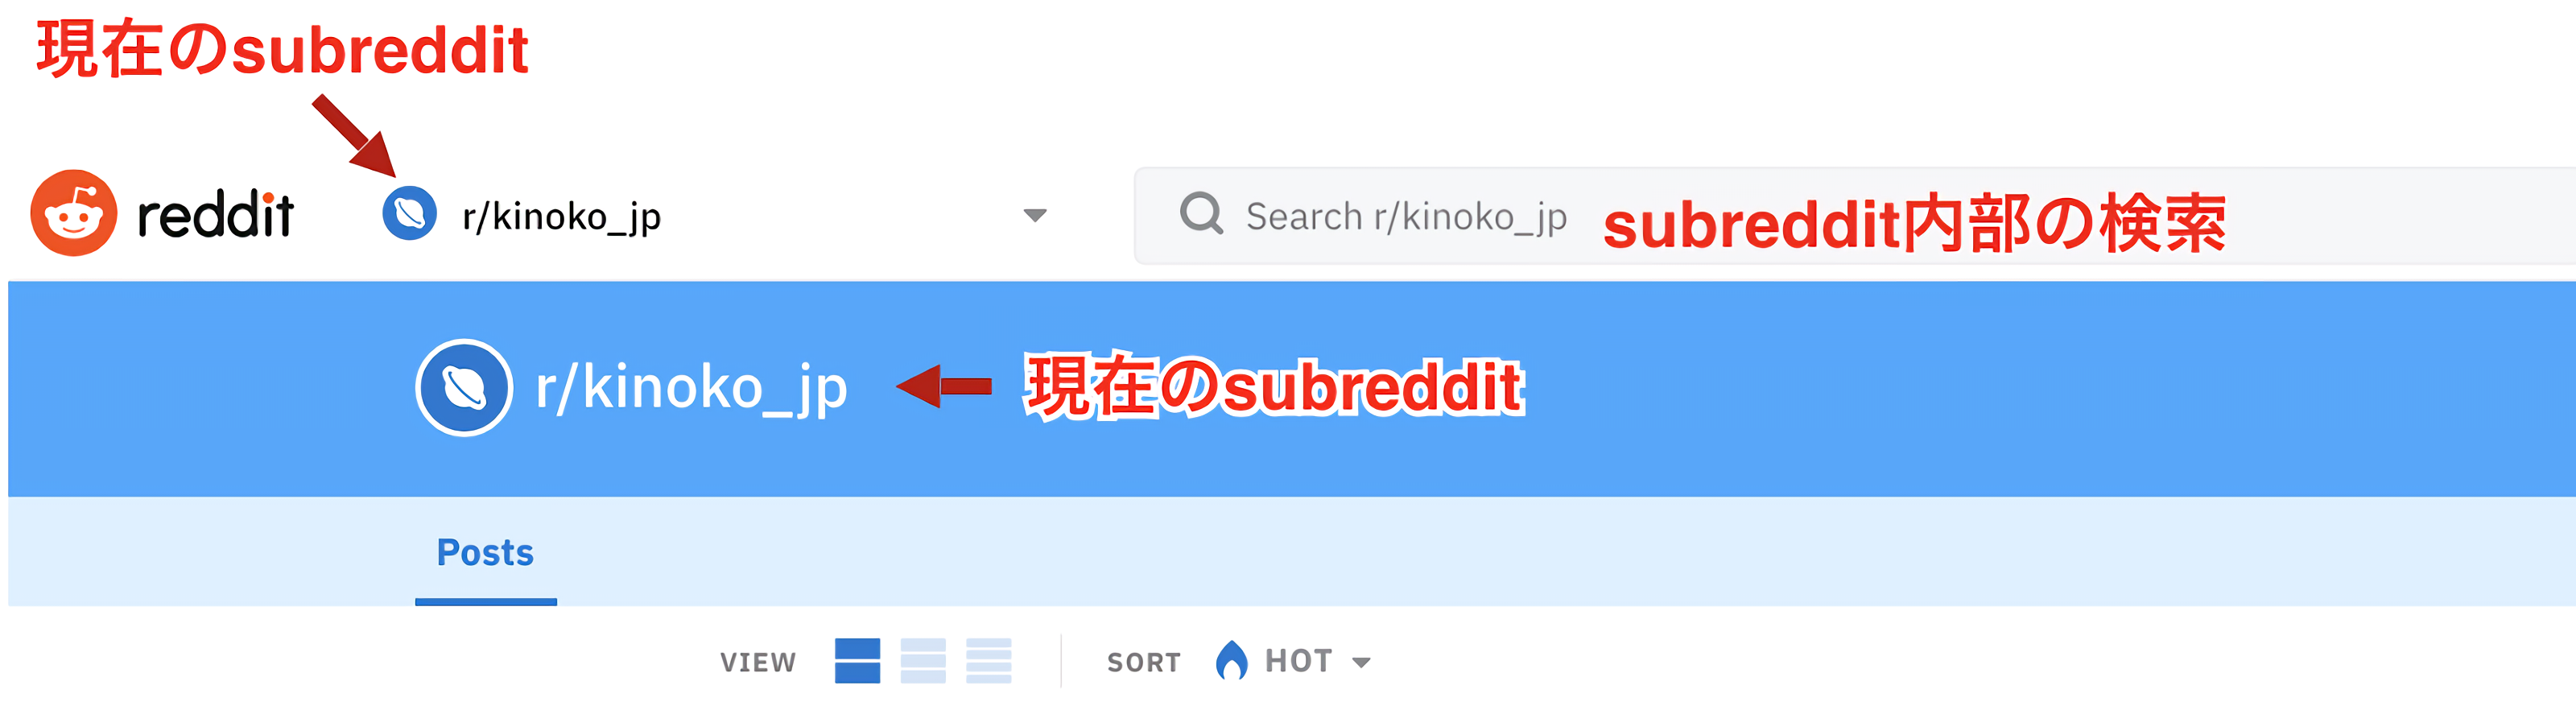 現在のsubreddit
reddit
r/kinoko_jp
Search r/kinoko_jp
subreddit内部の検索
r/kinoko_jp
現在のsubreddit
Posts
VIEW
SORT
HOT